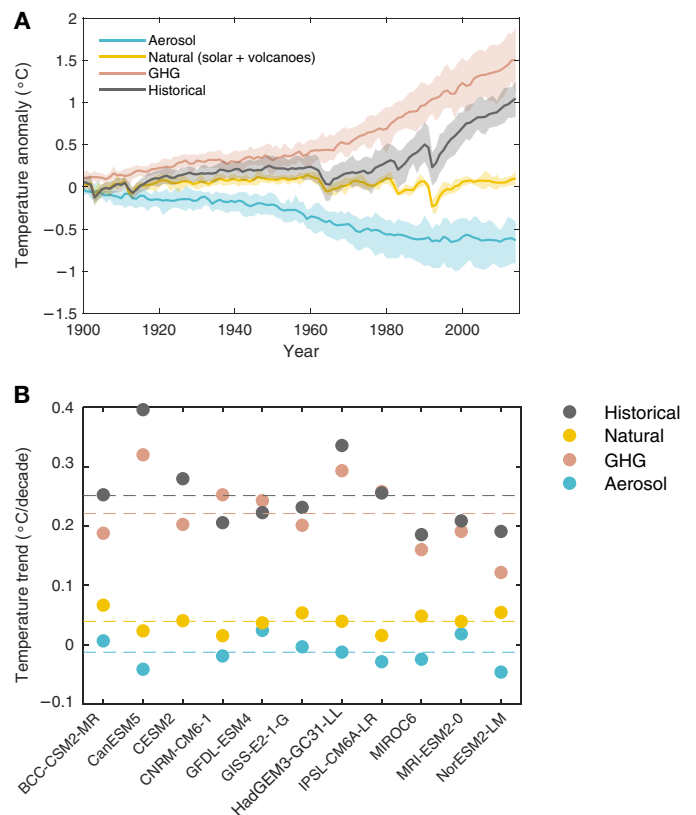 A
Temperature anomaly (°C)
2
1.5
1
0.5
0
−0.5
−1
−1.5
Aerosol
Natural (solar + volcanoes)
GHG
Historical
1900
1920
1940
1960
1980
2000
Year
B
Temperature trend (°C/decade)
0.4
0.3
0.2
0.1
0
−0.1
Historical
Natural
GHG
Aerosol
BCC-CSM2-MR
CanESM5
CESM2
CNRM-CM6-1
GFDL-ESM4
GISS-E2-1-G
HadGEM3-GC31-LL
IPSL-CM6A-LR
MIROC6
MRI-ESM2-0
NorESM2-LM